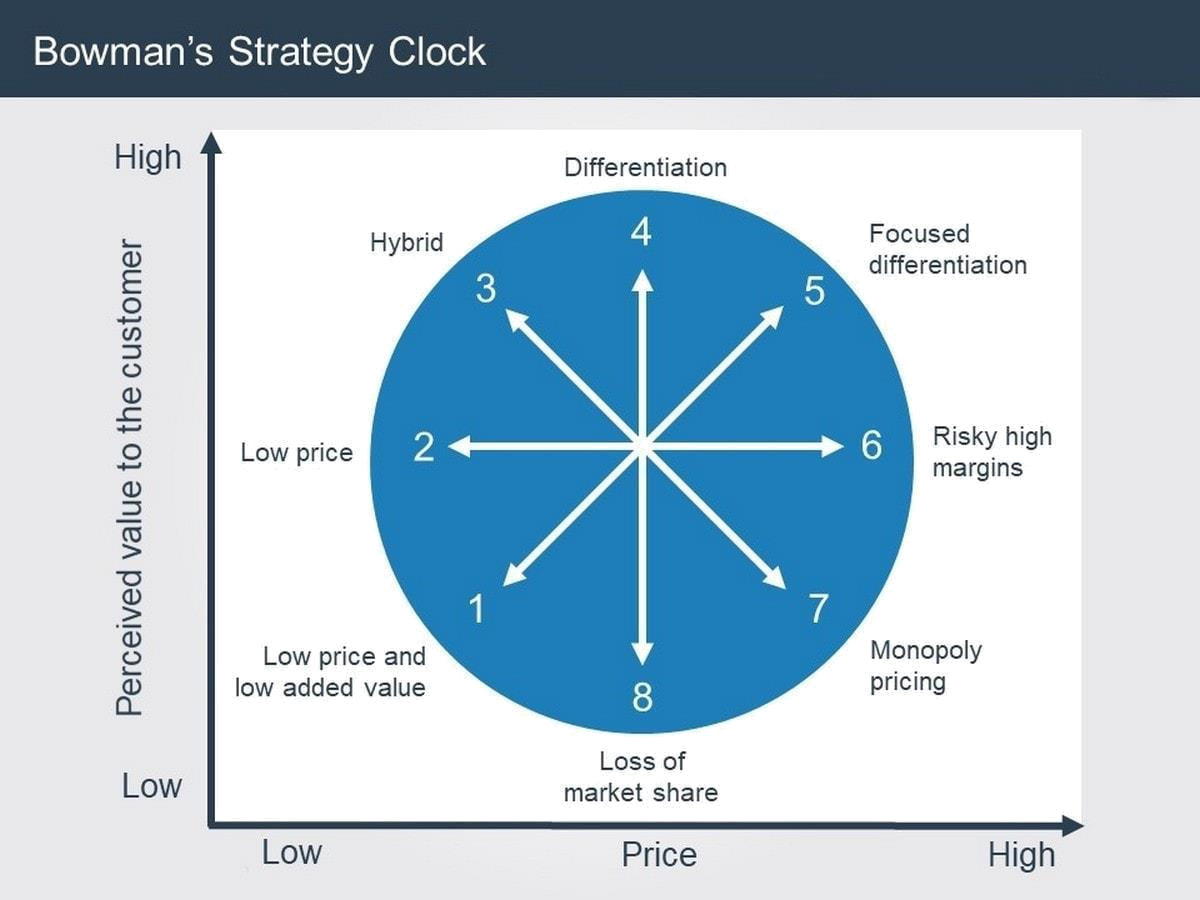 Bowman’s Strategy Clock
High
Perceived value to the customer
Low
Differentiation
4
Hybrid
3
Focused
differentiation
5
Low price
2
6
Risky high
margins
1
Low price and
low added value
7
Monopoly
pricing
8
Loss of
market share
Low
Price
High